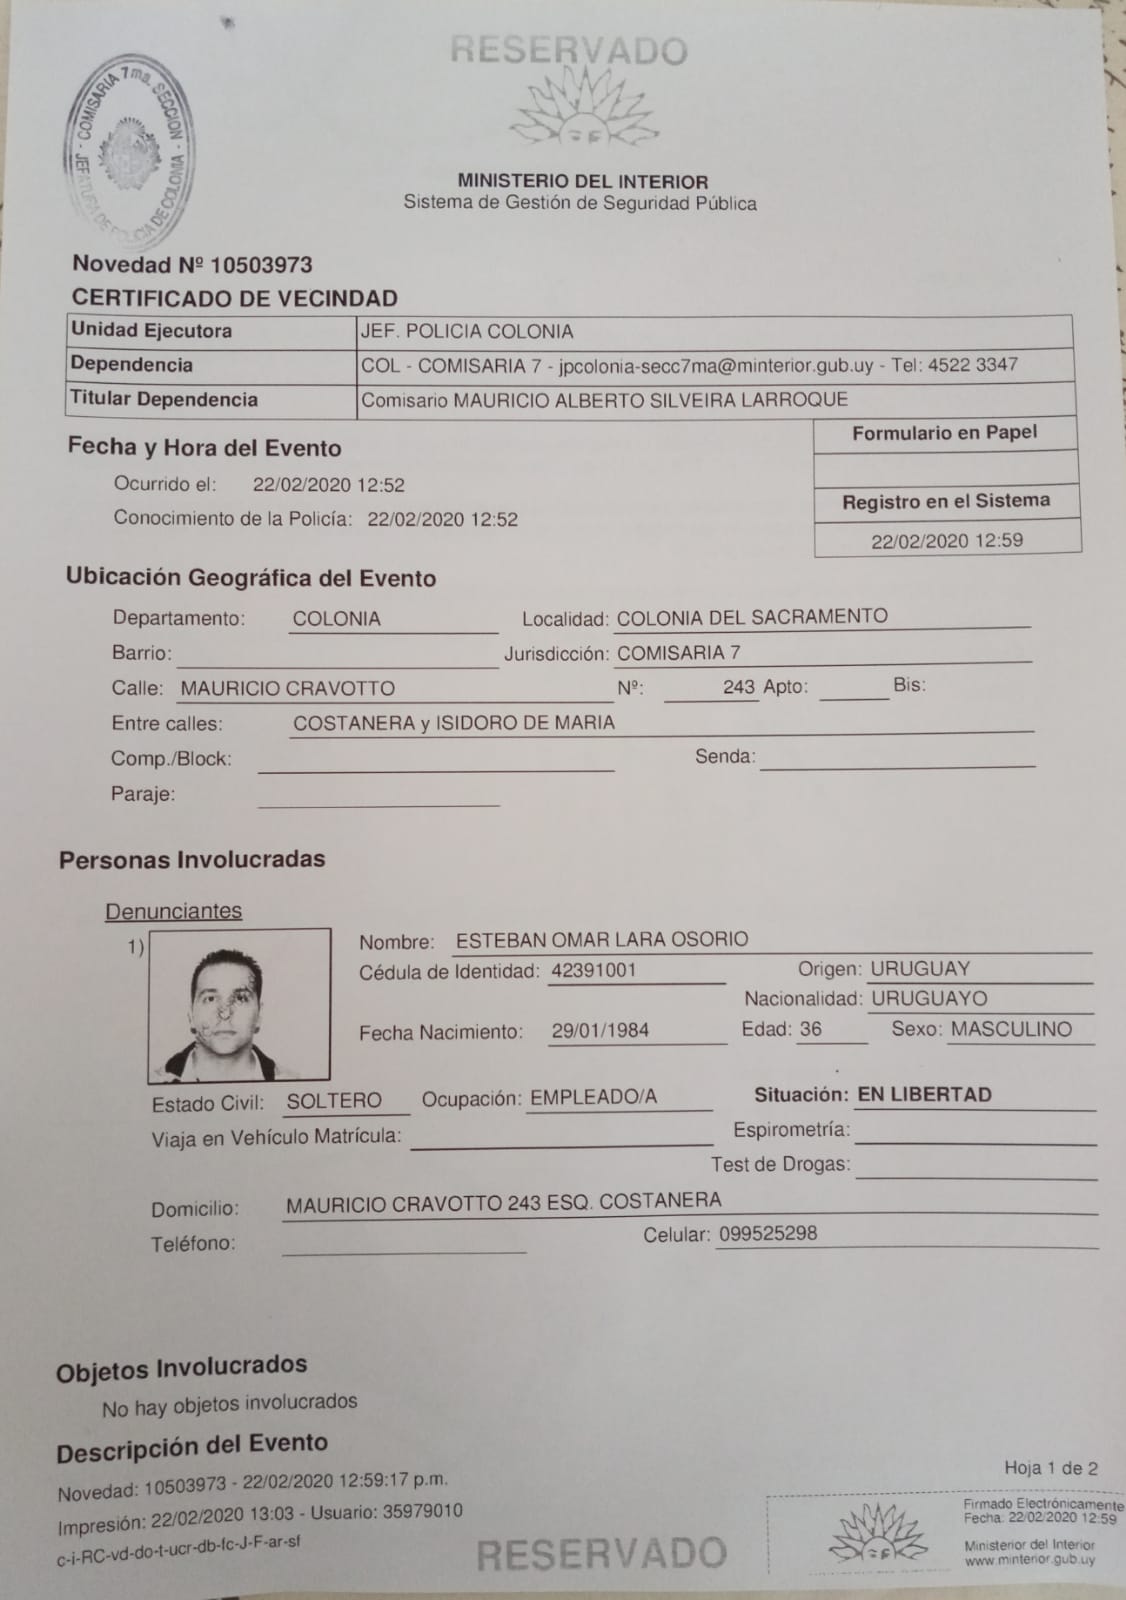 RESERVADO
COMISARIA 7ma. SECCION - JEFATURA DE POLICIA DE COLONIA -
MINISTERIO DEL INTERIOR
Sistema de Gestión de Seguridad Pública
Novedad Nº 10503973
CERTIFICADO DE VECINDAD
Unidad Ejecutora JEF. POLICIA COLONIA
Dependencia COL - COMISARIA 7 - jpcolonia-secc7ma@minterior.gub.uy - Tel: 4522 3347
Titular Dependencia Comisario MAURICIO ALBERTO SILVEIRA LARROQUE
Formulario en Papel
Fecha y Hora del Evento
Ocurrido el: 22/02/2020 12:52
Registro en el Sistema
Conocimiento de la Policía: 22/02/2020 12:52
22/02/2020 12:59
Ubicación Geográfica del Evento
Departamento: COLONIA Localidad: COLONIA DEL SACRAMENTO
Barrio: Jurisdicción: COMISARIA 7
Calle: MAURICIO CRAVOTTO Nº: 243 Apto: Bis:
Entre calles: COSTANERA y ISIDORO DE MARIA
Comp./Block: Senda:
Paraje:
Personas Involucradas
Denunciantes
1)
Nombre: ESTEBAN OMAR LARA OSORIO
Cédula de Identidad: 42391001 Origen: URUGUAY
Nacionalidad: URUGUAYO
Fecha Nacimiento: 29/01/1984 Edad: 36 Sexo: MASCULINO
Estado Civil: SOLTERO Ocupación: EMPLEADO/A Situación: EN LIBERTAD
Viaja en Vehículo Matrícula: Espirometría:
Test de Drogas:
Domicilio: MAURICIO CRAVOTTO 243 ESQ. COSTANERA
Teléfono: Celular: 099525298
Objetos Involucrados
No hay objetos involucrados
Descripción del Evento
Novedad: 10503973 - 22/02/2020 12:59:17 p.m.
Impresión: 22/02/2020 13:03 - Usuario: 35979010
c-i-RC-vd-do-t-ucr-db-fc-J-F-ar-sf
RESERVADO
Hoja 1 de 2
Firmado Electrónicamente
Fecha: 22/02/2020 12:59
Ministerior del Interior
www.minterior.gub.uy